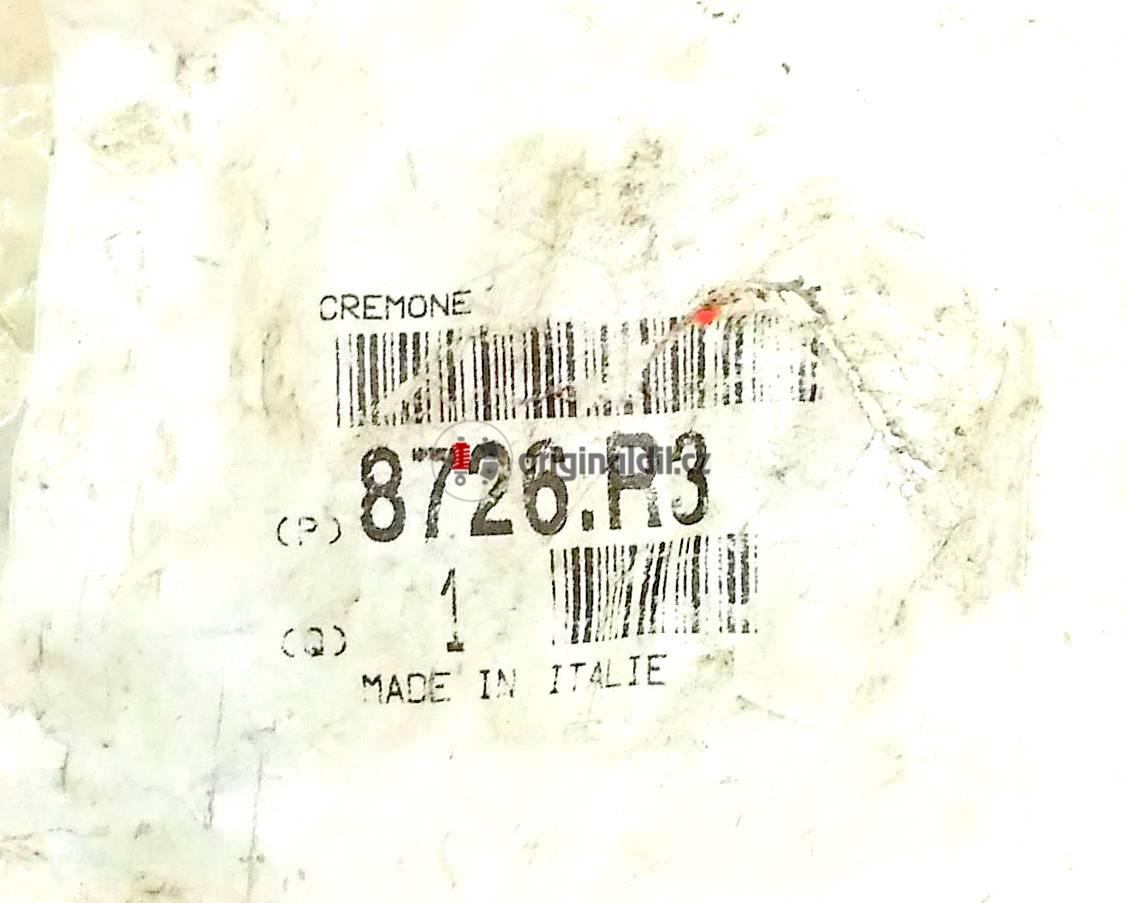 CREMONE
originaldil.cz
(P) 8726.R3
(Q) 1
MADE IN ITALIE